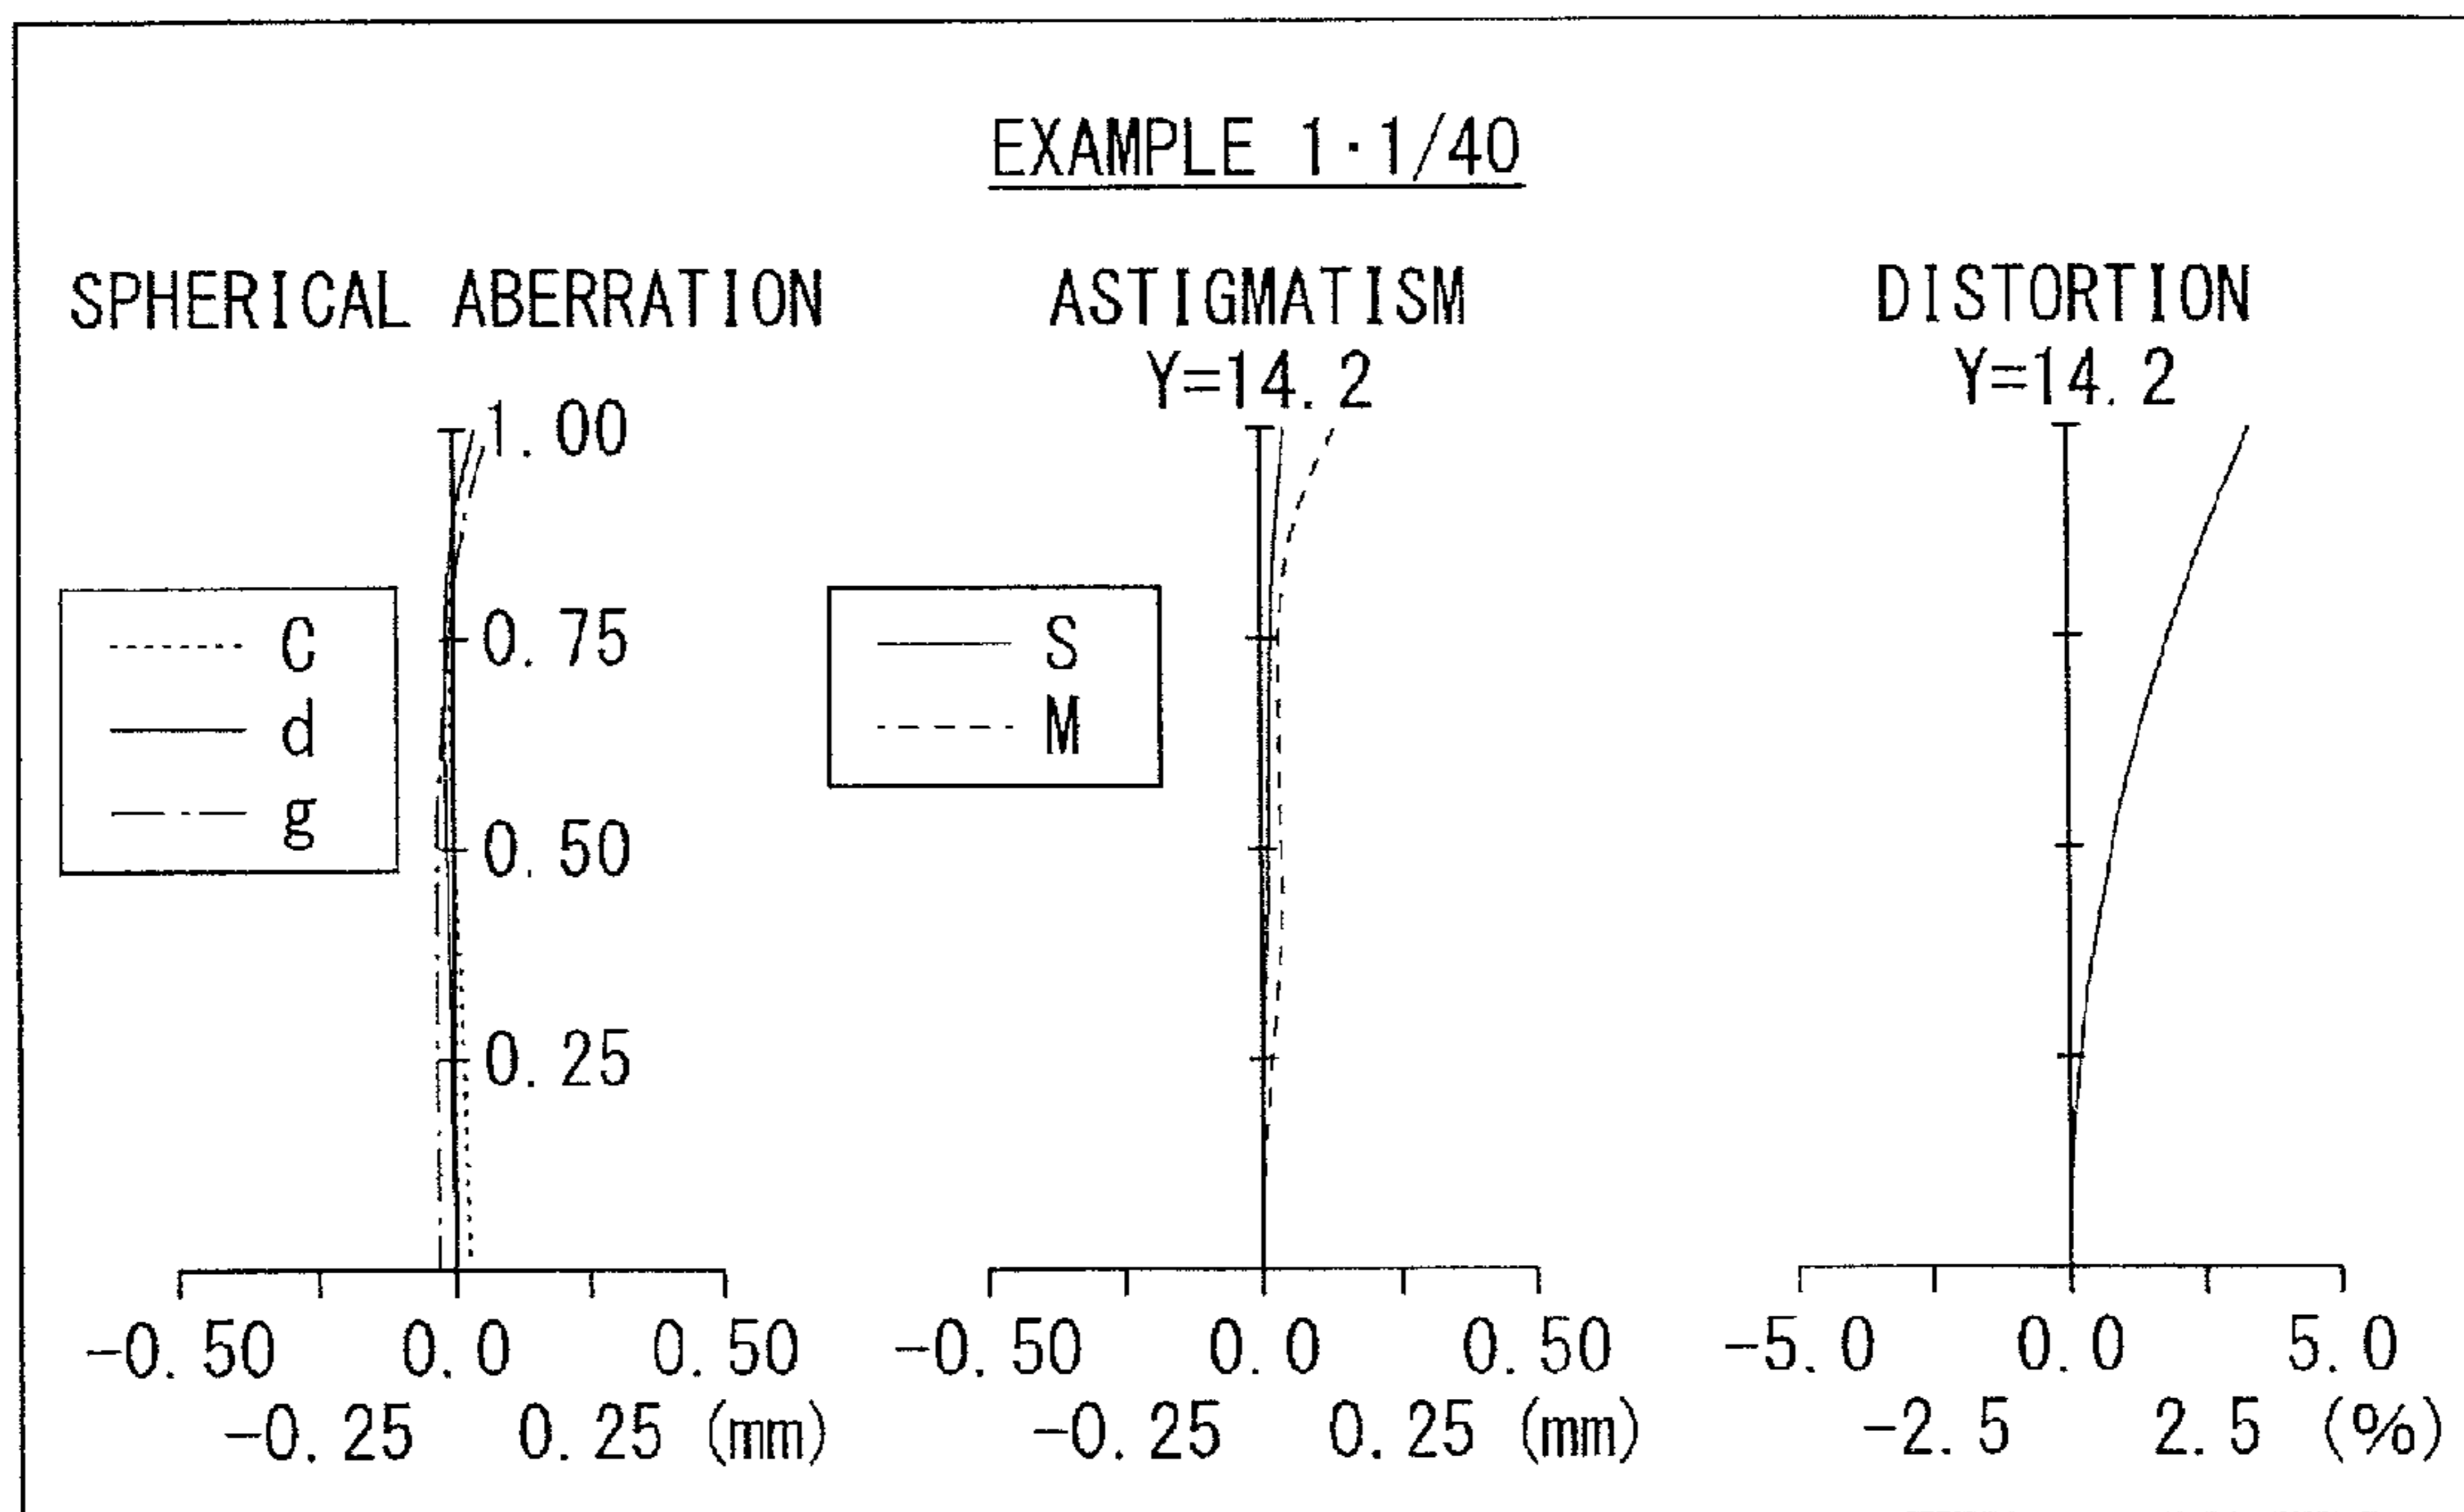 EXAMPLE 1·1/40
SPHERICAL ABERRATION
1.00
0.75
0.50
0.25
C
d
g
-0.50 0.0 0.50
-0.25 0.25 (mm)
ASTIGMATISM
Y=14.2
S
M
-0.50 0.0 0.50
-0.25 0.25 (mm)
DISTORTION
Y=14.2
-5.0 0.0 5.0
-2.5 2.5 (%)